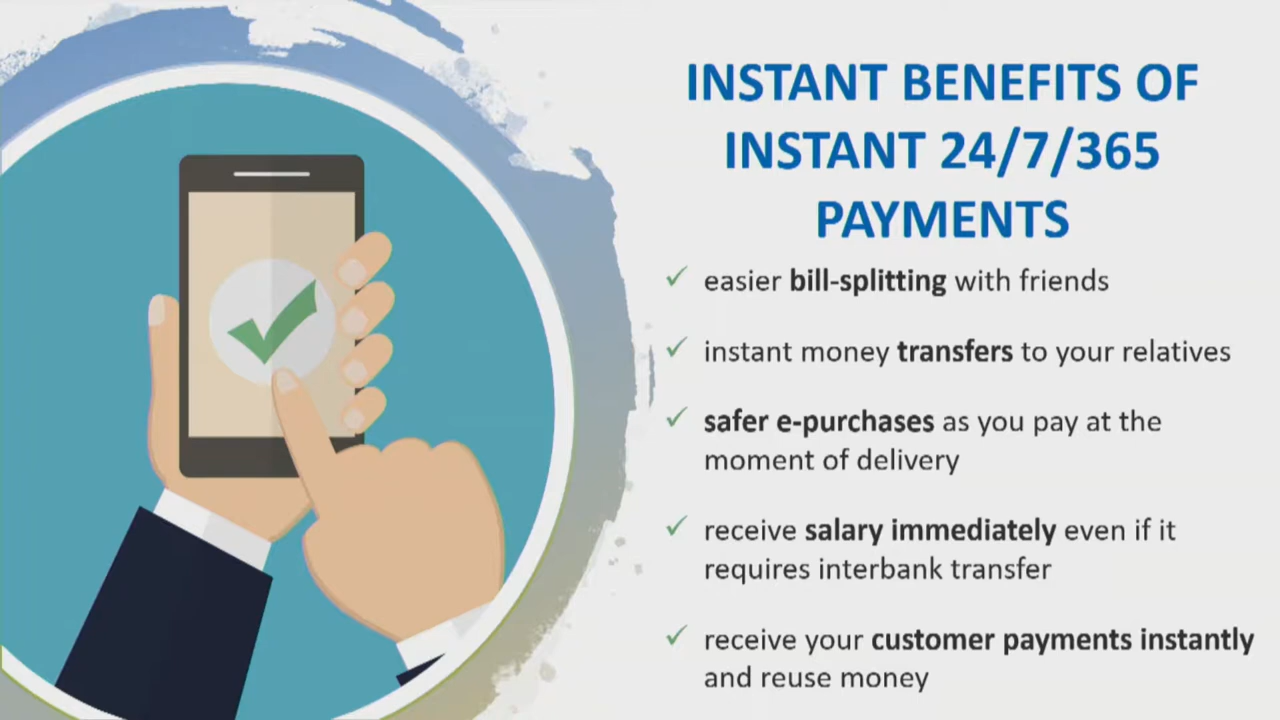 INSTANT BENEFITS OF
INSTANT 24/7/365
PAYMENTS
easier bill-splitting with friends
instant money transfers to your relatives
safer e-purchases as you pay at the
moment of delivery
receive salary immediately even if it
requires interbank transfer
receive your customer payments instantly
and reuse money